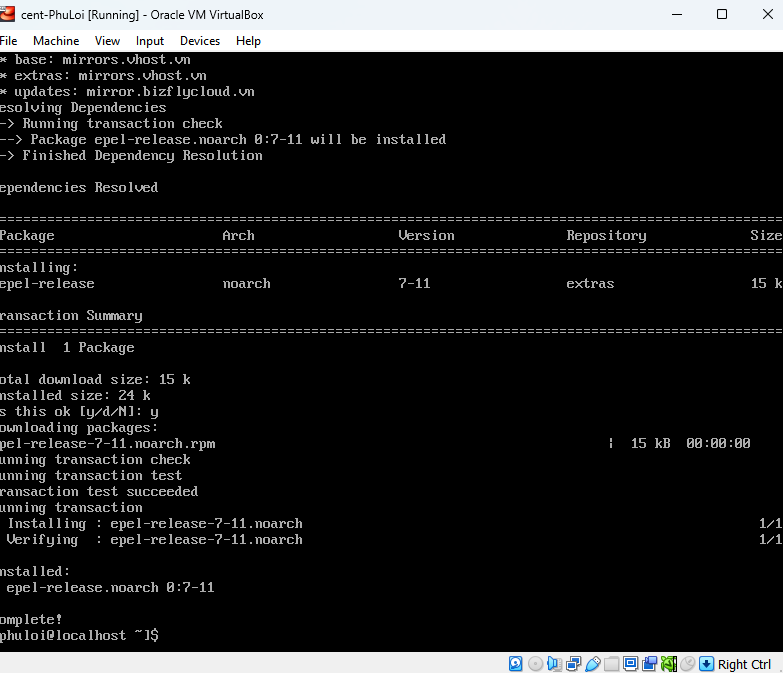 cent-PhuLoi [Running] - Oracle VM VirtualBox
File Machine View Input Devices Help
* base: mirrors.vhost.vn
* extras: mirrors.vhost.vn
* updates: mirror.bizflycloud.vn
esolving Dependencies
-> Running transaction check
--> Package epel-release.noarch 0:7-11 will be installed
-> Finished Dependency Resolution
ependencies Resolved
================================================================================
Package Arch Version Repository Size
================================================================================
nstalling:
epel-release noarch 7-11 extras 15 k
ransaction Summary
================================================================================
nstall 1 Package
otal download size: 15 k
nstalled size: 24 k
s this ok [y/d/N]: y
ownloading packages:
pel-release-7-11.noarch.rpm | 15 kB 00:00:00
unning transaction check
unning transaction test
ransaction test succeeded
unning transaction
Installing : epel-release-7-11.noarch 1/1
Verifying : epel-release-7-11.noarch 1/1
nstalled:
epel-release.noarch 0:7-11
omplete!
phuloi@localhost ~]$
Right Ctrl